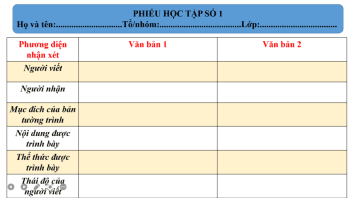 PHIẾU HỌC TẬP SỐ 1
Họ và tên:..........................Tổ/nhóm:................................Lớp:..............................
Phương diện Văn bản 1 Văn bản 2
nhận xét
Người viết
Người nhận
Mục đích của bản
tường trình
Nội dung được
trình bày
Thể thức được
trình bày
Thái độ của
người viết